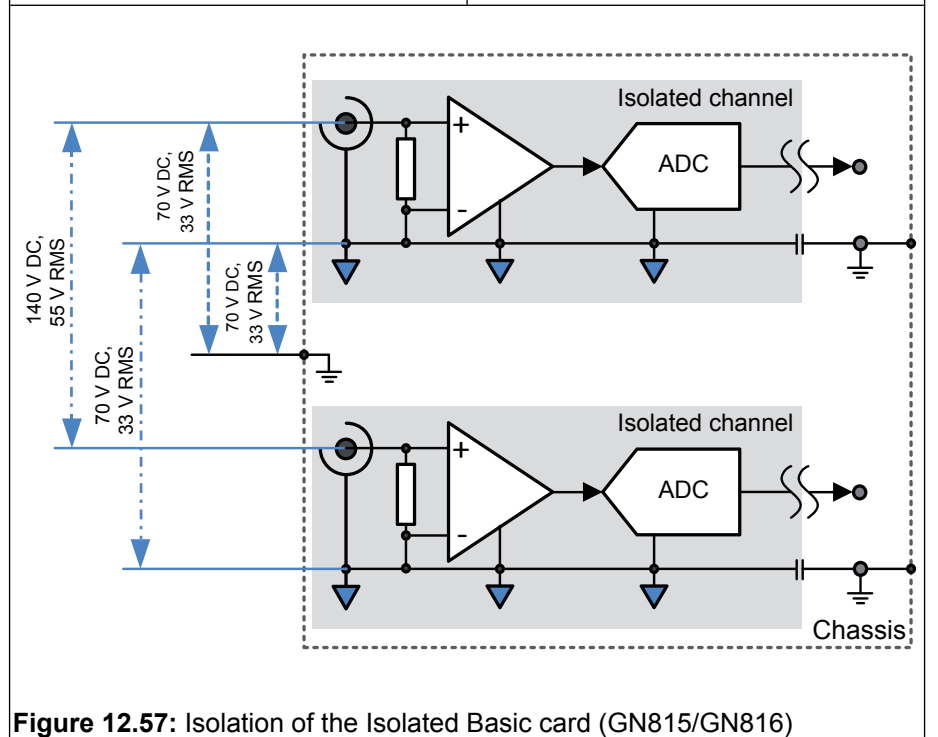 Isolated channel
+
-
ADC
70 V DC,
33 V RMS
140 V DC,
55 V RMS
70 V DC,
33 V RMS
70 V DC,
33 V RMS
Isolated channel
+
-
ADC
Chassis
Figure 12.57: Isolation of the Isolated Basic card (GN815/GN816)